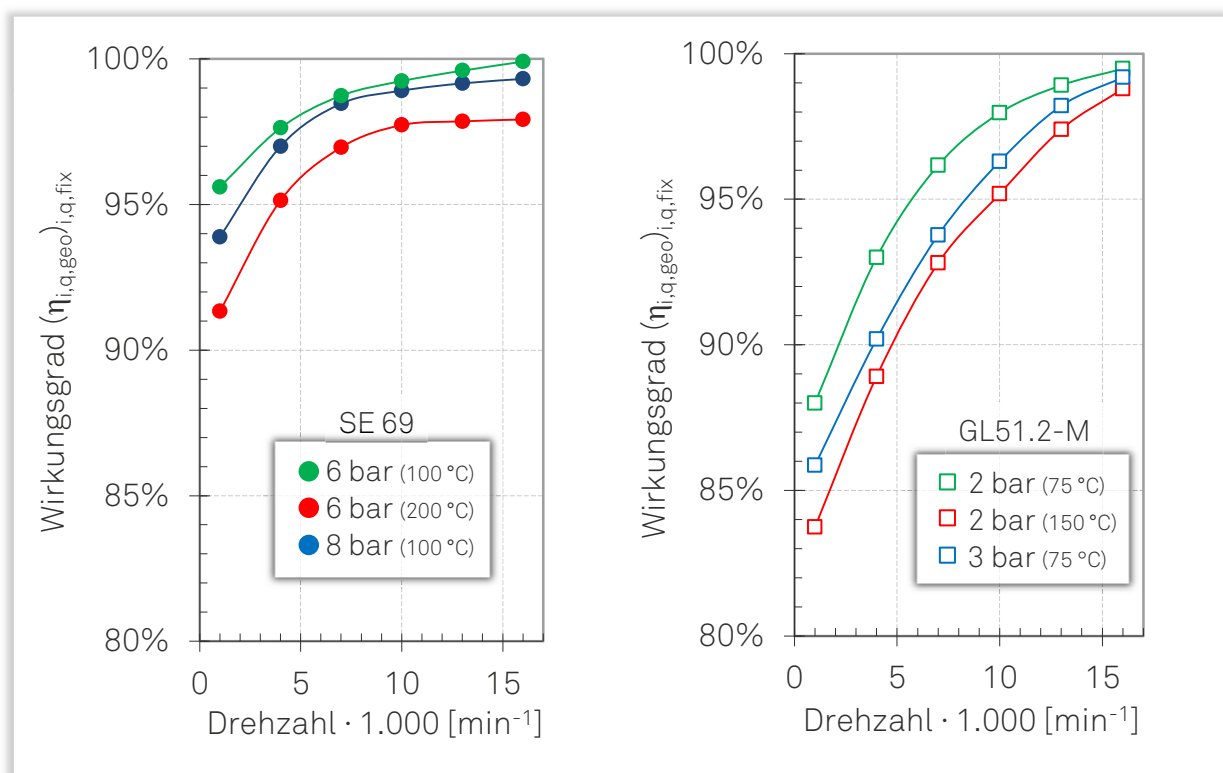 100%
95%
90%
85%
80%
Wirkungsgrad (η_{i,q,geo})_{i,q,fix}
SE 69
6 bar (100 °C)
6 bar (200 °C)
8 bar (100 °C)
0 5 10 15
Drehzahl · 1.000 [min⁻¹]
100%
95%
90%
85%
80%
Wirkungsgrad (η_{i,q,geo})_{i,q,fix}
GL51.2-M
2 bar (75 °C)
2 bar (150 °C)
3 bar (75 °C)
0 5 10 15
Drehzahl · 1.000 [min⁻¹]